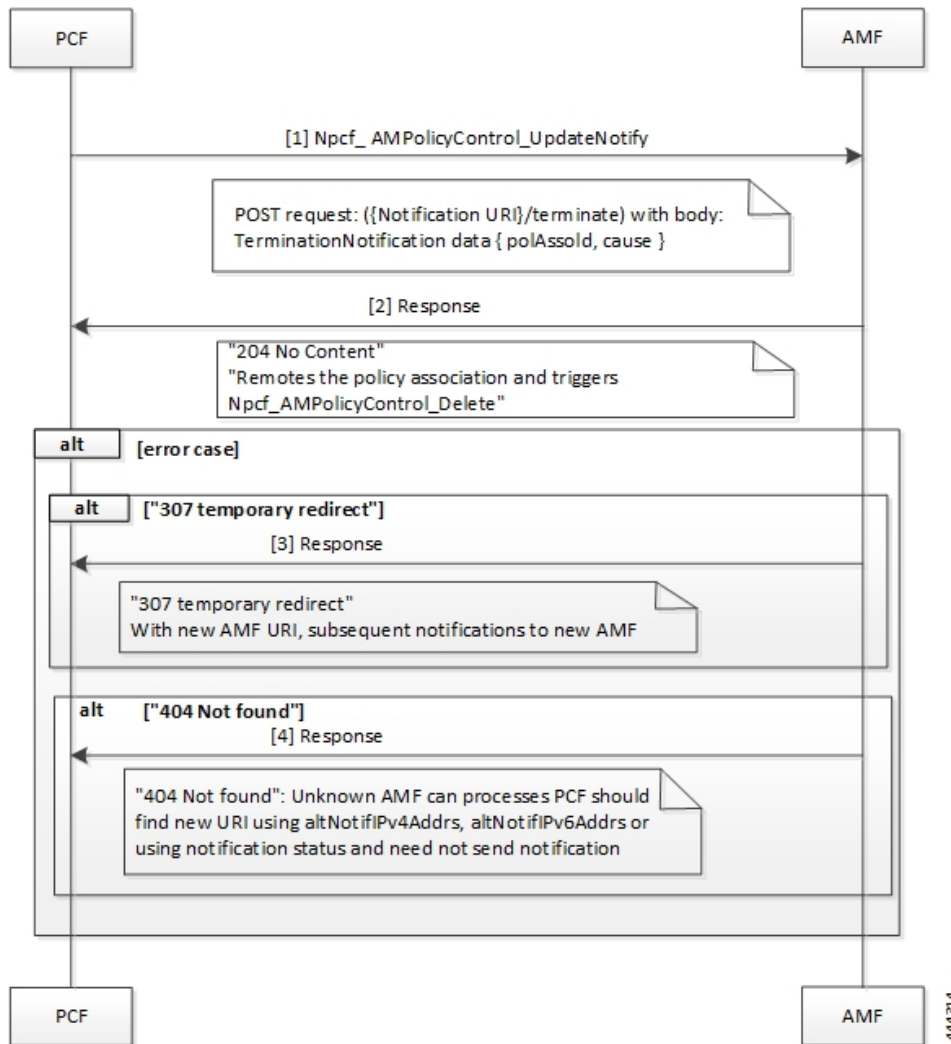 PCF
AMF
[1] Npcf_ AMPolicyControl_UpdateNotify
POST request: ({Notification URI}/terminate) with body:
TerminationNotification data { polAssoId, cause }
[2] Response
"204 No Content"
"Remotes the policy association and triggers
Npcf_AMPolicyControl_Delete"
alt
[error case]
alt
["307 temporary redirect"]
[3] Response
"307 temporary redirect"
With new AMF URI, subsequent notifications to new AMF
alt
["404 Not found"]
[4] Response
"404 Not found": Unknown AMF can processes PCF should
find new URI using altNotifIPv4Addrs, altNotifIPv6Addrs or
using notification status and need not send notification
PCF
AMF